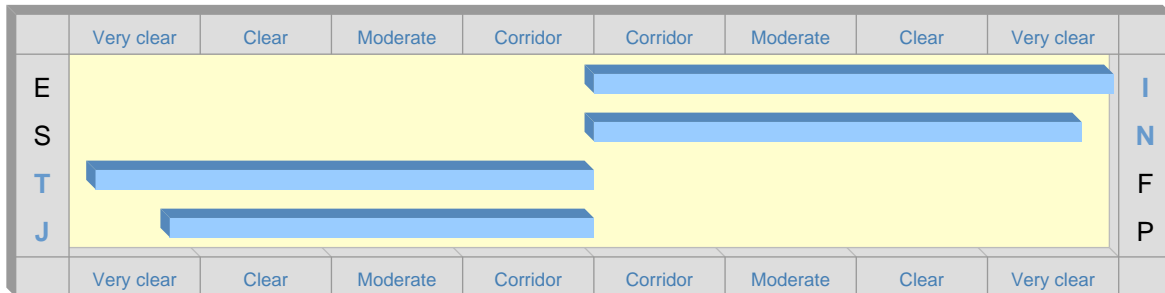 Very clear Clear Moderate Corridor Corridor Moderate Clear Very clear
E I
S N
T F
J P
Very clear Clear Moderate Corridor Corridor Moderate Clear Very clear